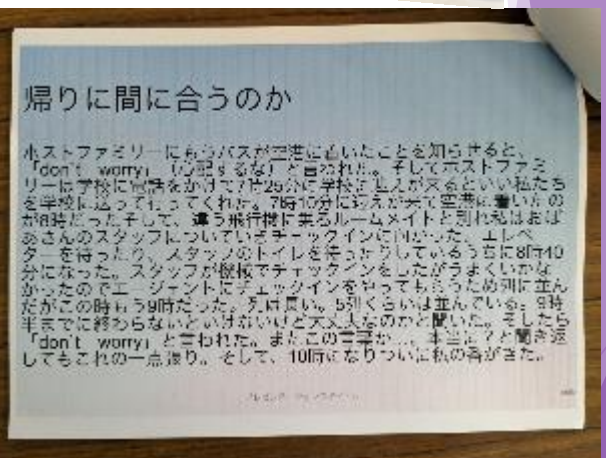 帰りに間に合うのか
ホストファミリーにもうバスが空港に着いたことを知らせると、
「don't worry」（心配するな）と言われた。そしてホストファミ
リーは学校に電話をかけて7時25分に学校に迎えが来るといい私たち
を学校に送って行ってくれた。7時10分に迎えが来て空港に着いたの
が8時だったそして、違う飛行機に乗るルームメイトと別れ私はおば
あさんのスタッフについていきチェックインに向かった。エレベ
ーターを待ったり、スタッフのトイレを待ったりしているうちに8時40
分になった。スタッフが機械でチェックインをしたがうまくいかな
かったのでエージェントにチェックインをやってもらうため列に並ん
だがこの時もう9時だった。列は長い。5列くらいは並んでいる。9時
半までに終わらないといけないけど大丈夫なのかと聞いた。そしたら
「don't worry」と言われた。またこの言葉か…。本当に？と聞き返
してもこれの一点張り。そして、10時になりついに私の番がきた。